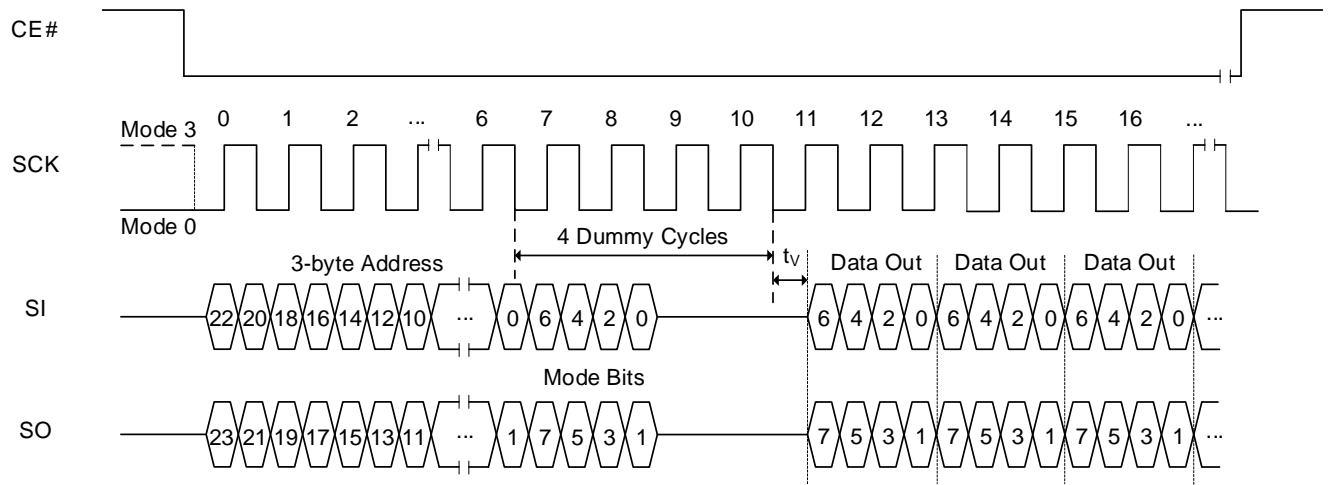 CE#
0 1 2 ... 6 7 8 9 10 11 12 13 14 15 16 ...
Mode 3
SCK
Mode 0
4 Dummy Cycles
3-byte Address
tV
Data Out Data Out Data Out
SI
22 20 18 16 14 12 10 ... 0 6 4 2 0 6 4 2 0 6 4 2 0 6 4 2 0 ...
Mode Bits
SO
23 21 19 17 15 13 11 ... 1 7 5 3 1 7 5 3 1 7 5 3 1 7 5 3 1 ...